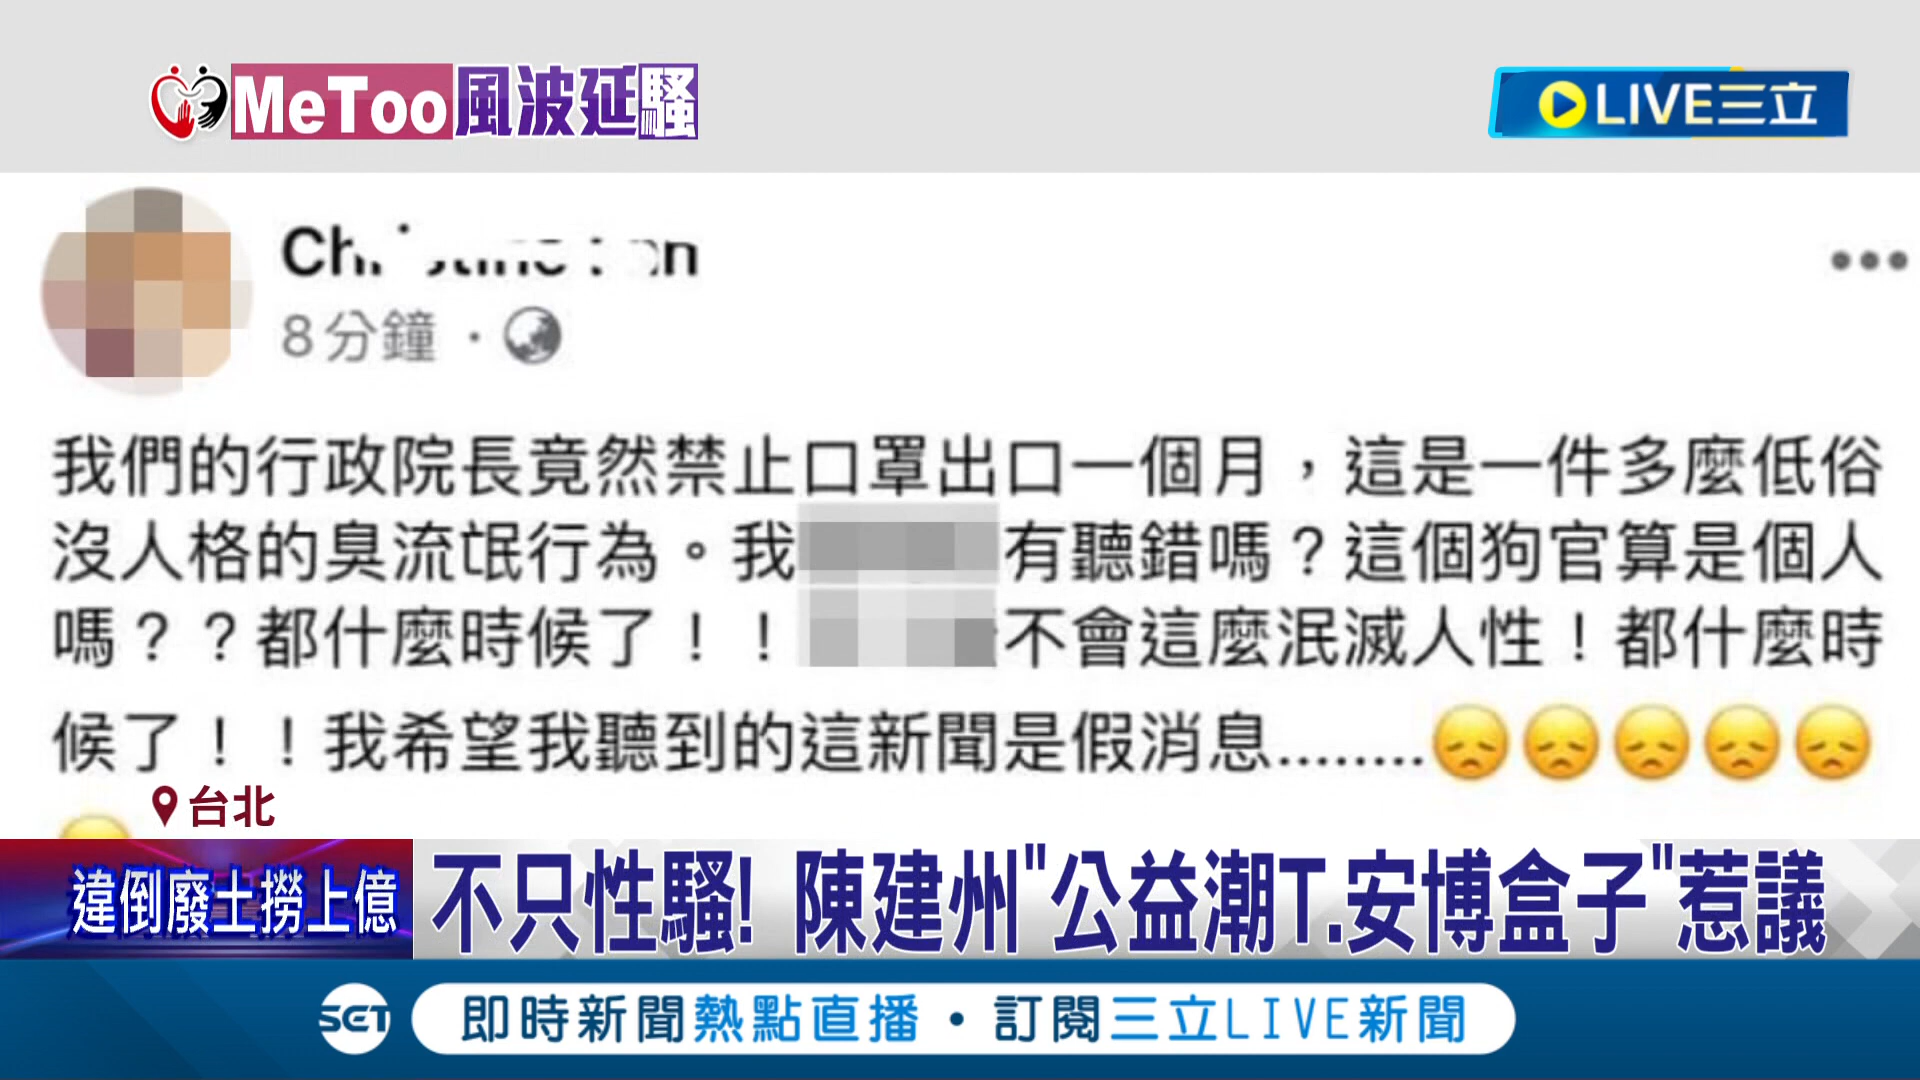 MeToo風波延騷
LIVE三立
8分鐘
我們的行政院長竟然禁止口罩出口一個月，這是一件多麼低俗
沒人格的臭流氓行為。我 有聽錯嗎？這個狗官算是個人
嗎？？都什麼時候了！！ 不會這麼泯滅人性！都什麼時
候了！！我希望我聽到的這新聞是假消息........😞😞😞😞😞
台北
違倒廢土撈上億
不只性騷! 陳建州"公益潮T.安博盒子"惹議
SET
即時新聞熱點直播・訂閱三立LIVE新聞